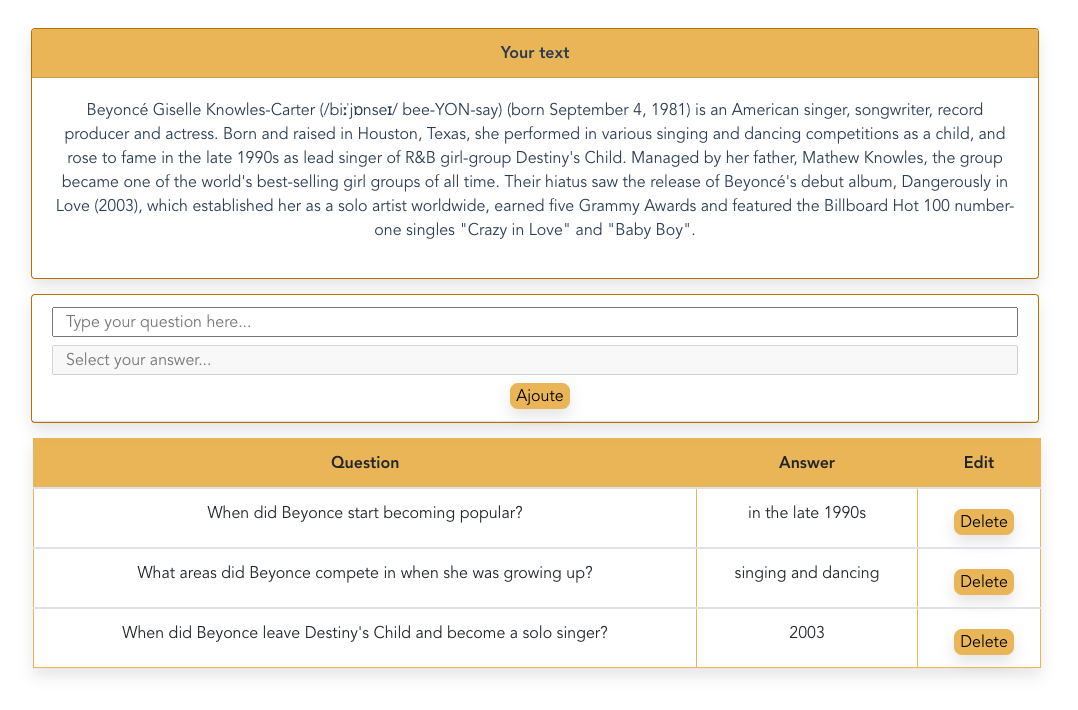 Your text
Beyoncé Giselle Knowles-Carter (/biːˈjɒnseɪ/ bee-YON-say) (born September 4, 1981) is an American singer, songwriter, record
producer and actress. Born and raised in Houston, Texas, she performed in various singing and dancing competitions as a child, and
rose to fame in the late 1990s as lead singer of R&B girl-group Destiny's Child. Managed by her father, Mathew Knowles, the group
became one of the world's best-selling girl groups of all time. Their hiatus saw the release of Beyoncé's debut album, Dangerously in
Love (2003), which established her as a solo artist worldwide, earned five Grammy Awards and featured the Billboard Hot 100 number-
one singles "Crazy in Love" and "Baby Boy".
Type your question here...
Select your answer...
Ajoute
Question Answer Edit
When did Beyonce start becoming popular? in the late 1990s Delete
What areas did Beyonce compete in when she was growing up? singing and dancing Delete
When did Beyonce leave Destiny's Child and become a solo singer? 2003 Delete